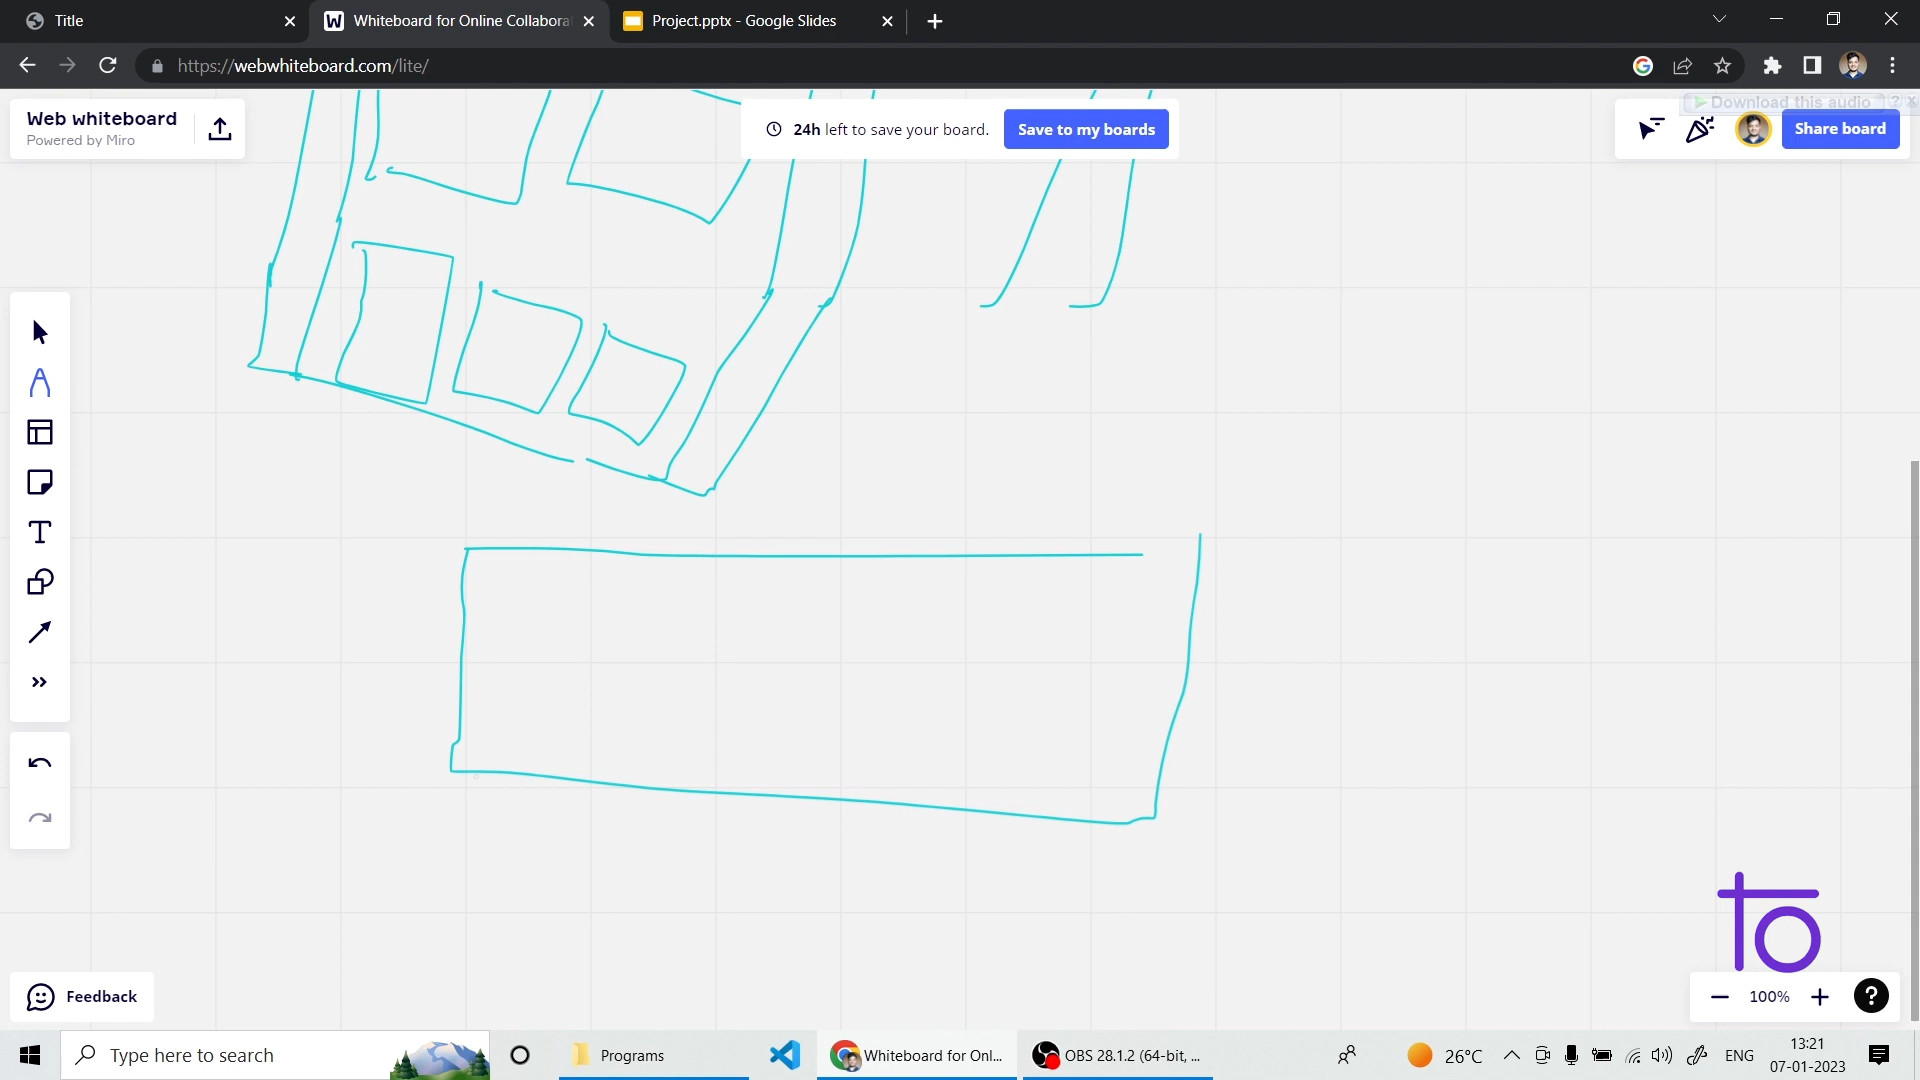 Title
Whiteboard for Online Collabora
Project.pptx - Google Slides
https://webwhiteboard.com/lite/
Web whiteboard
Powered by Miro
24h left to save your board.
Save to my boards
Download this audio ? x
Share board
T
Feedback
to
100%
?
Type here to search
Programs
Whiteboard for Onl...
OBS 28.1.2 (64-bit, ...
26°C
ENG
13:21
07-01-2023